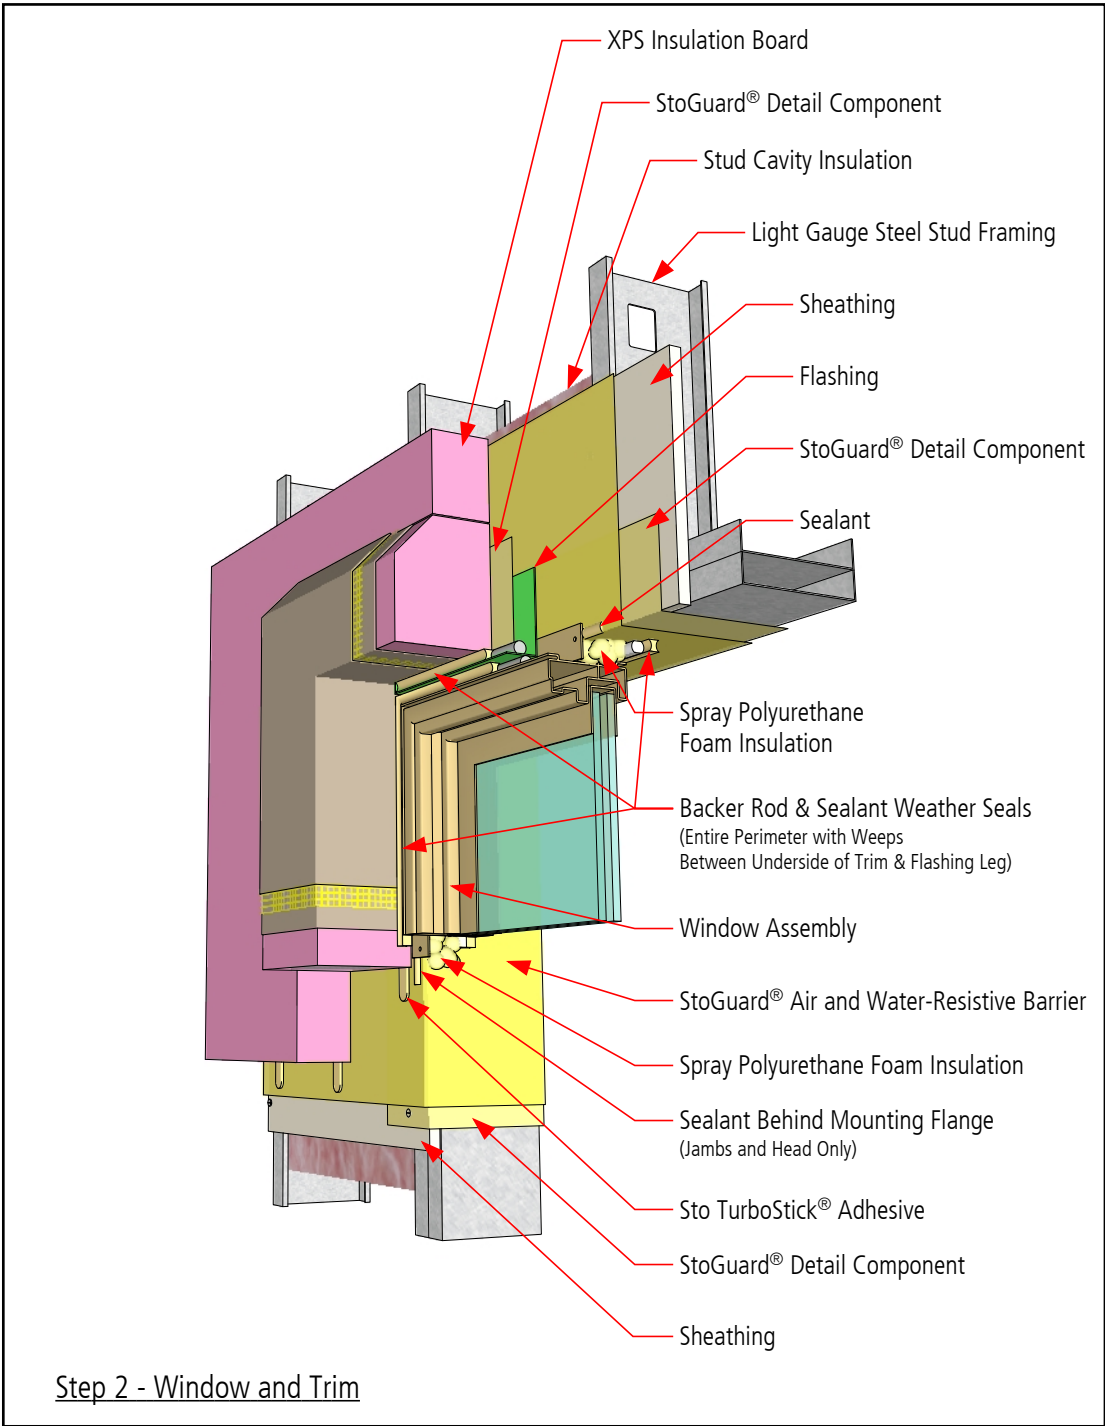 XPS Insulation Board
StoGuard® Detail Component
Stud Cavity Insulation
Light Gauge Steel Stud Framing
Sheathing
Flashing
StoGuard® Detail Component
Sealant
Spray Polyurethane
Foam Insulation
Backer Rod & Sealant Weather Seals
(Entire Perimeter with Weeps
Between Underside of Trim & Flashing Leg)
Window Assembly
StoGuard® Air and Water-Resistive Barrier
Spray Polyurethane Foam Insulation
Sealant Behind Mounting Flange
(Jambs and Head Only)
Sto TurboStick® Adhesive
StoGuard® Detail Component
Sheathing
Step 2 - Window and Trim